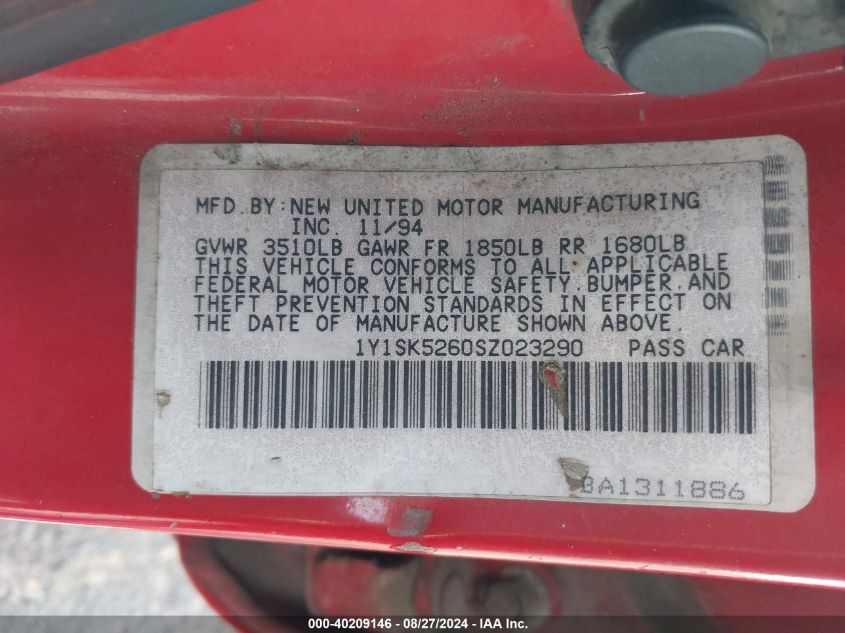 MFD.BY:NEW UNITED MOTOR MANUFACTURING
INC. 11/94
GVWR 3510LB GAWR FR 1850LB RR 1680LB
THIS VEHICLE CONFORMS TO ALL APPLICABLE
FEDERAL MOTOR VEHICLE SAFETY.BUMPER.AND
THEFT PREVENTION STANDARDS IN EFFECT ON
THE DATE OF MANUFACTURE SHOWN ABOVE.
1Y1SK5260SZ023290 PASS CAR
BA1311886
000-40209146 - 08/27/2024 - IAA Inc.